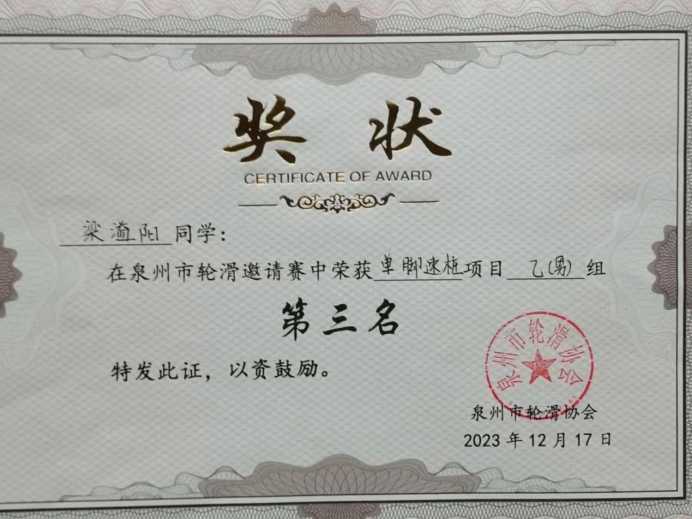 奖 状
CERTIFICATE OF AWARD
梁溢阳同学：
在泉州市轮滑邀请赛中荣获单脚速桩项目乙(男)组
第三名
特发此证，以资鼓励。
泉州市轮滑协会
泉州市轮滑协会
2023 年 12 月 17 日